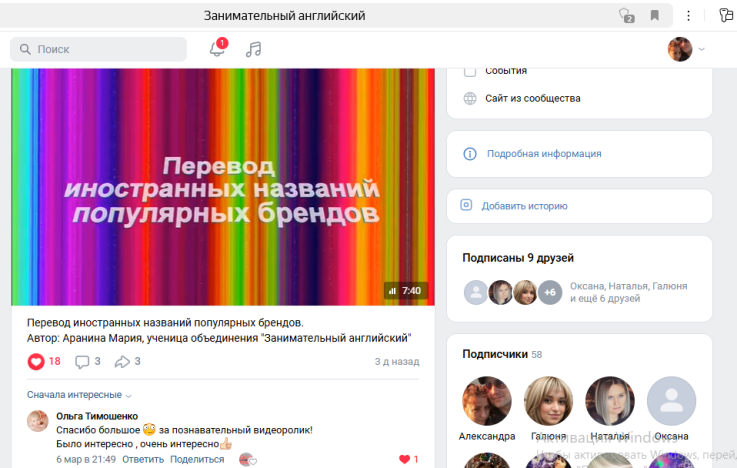 Занимательный английский
2
Поиск
1
События
Сайт из сообщества
Перевод
иностранных названий
популярных брендов
7:40
Подробная информация
Добавить историю
Подписаны 9 друзей
+6
Оксана, Наталья, Галюня
и ещё 6 друзей
Перевод иностранных названий популярных брендов.
Автор: Аранина Мария, ученица объединения "Занимательный английский"
18 3 3 3 д назад
Сначала интересные
Ольга Тимошенко
Спасибо большое за познавательный видеоролик!
Было интересно , очень интересно
6 мар в 21:49 Ответить Поделиться 1
Подписчики 58
Александра Галюня Наталья Оксана
Активация Windows
Чтобы активировать Windows, перей